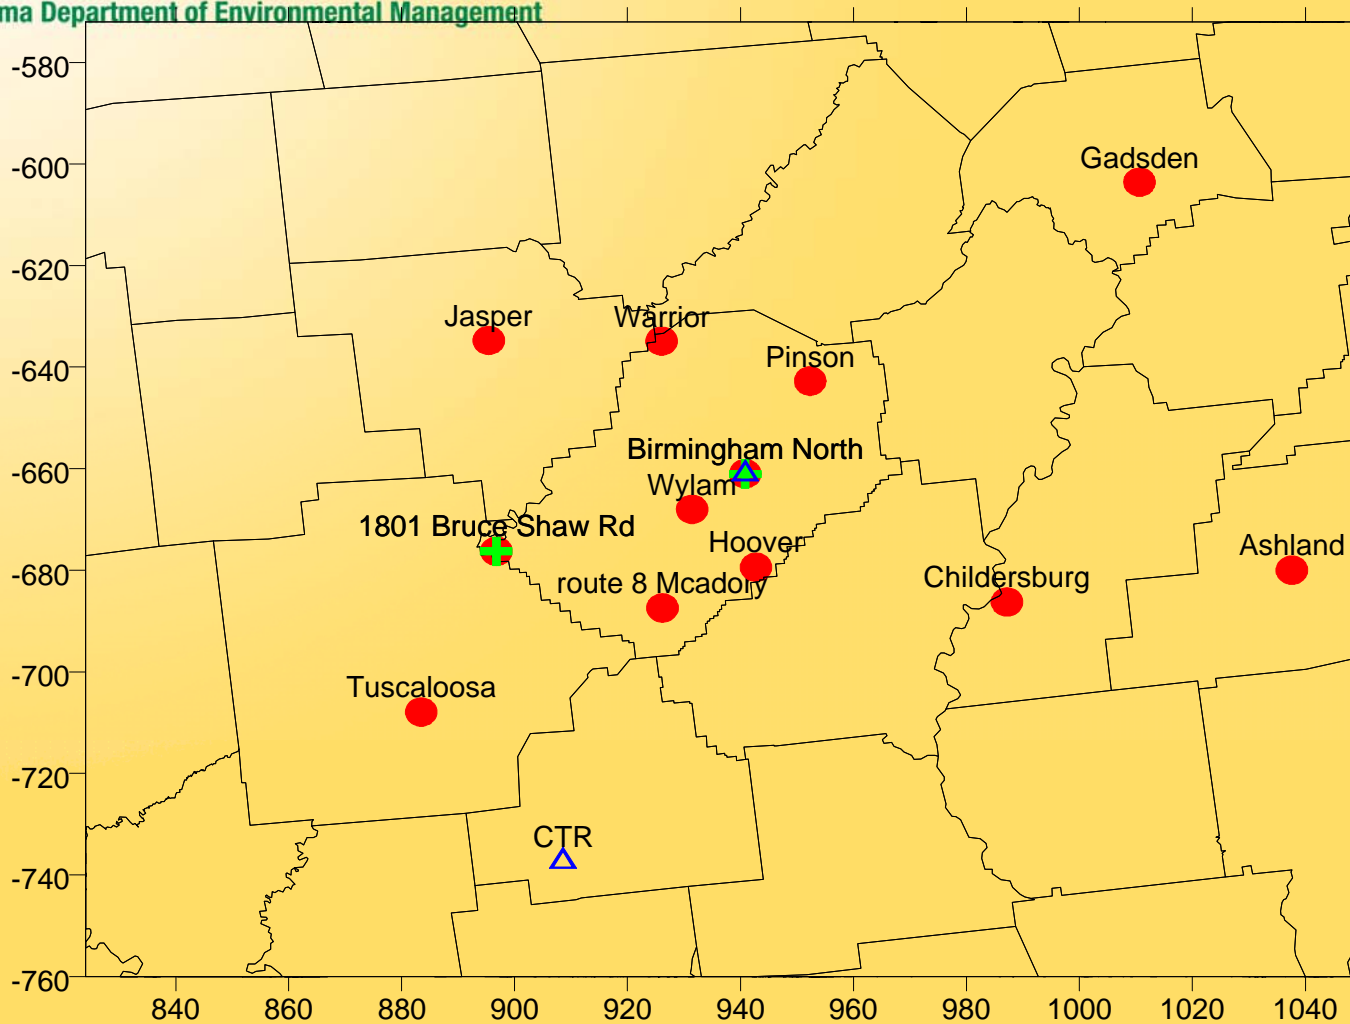 ma Department of Environmental Management
-580
-600
Gadsden
-620
Jasper
Warrior
-640
Pinson
Birmingham North
-660
Wylam
1801 Bruce Shaw Rd
Hoover
Ashland
-680
route 8 Mcadory
Childersburg
-700
Tuscaloosa
-720
CTR
-740
-760
840 860 880 900 920 940 960 980 1000 1020 1040